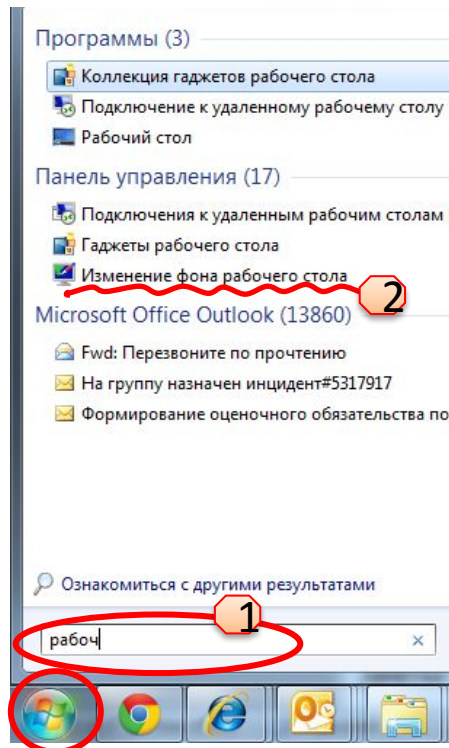 Программы (3)
Коллекция гаджетов рабочего стола
Подключение к удаленному рабочему столу
Рабочий стол
Панель управления (17)
Подключения к удаленным рабочим столам
Гаджеты рабочего стола
Изменение фона рабочего стола
2
Microsoft Office Outlook (13860)
Fwd: Перезвоните по прочтению
На группу назначен инцидент#5317917
Формирование оценочного обязательства по
Ознакомиться с другими результатами
1
рабоч